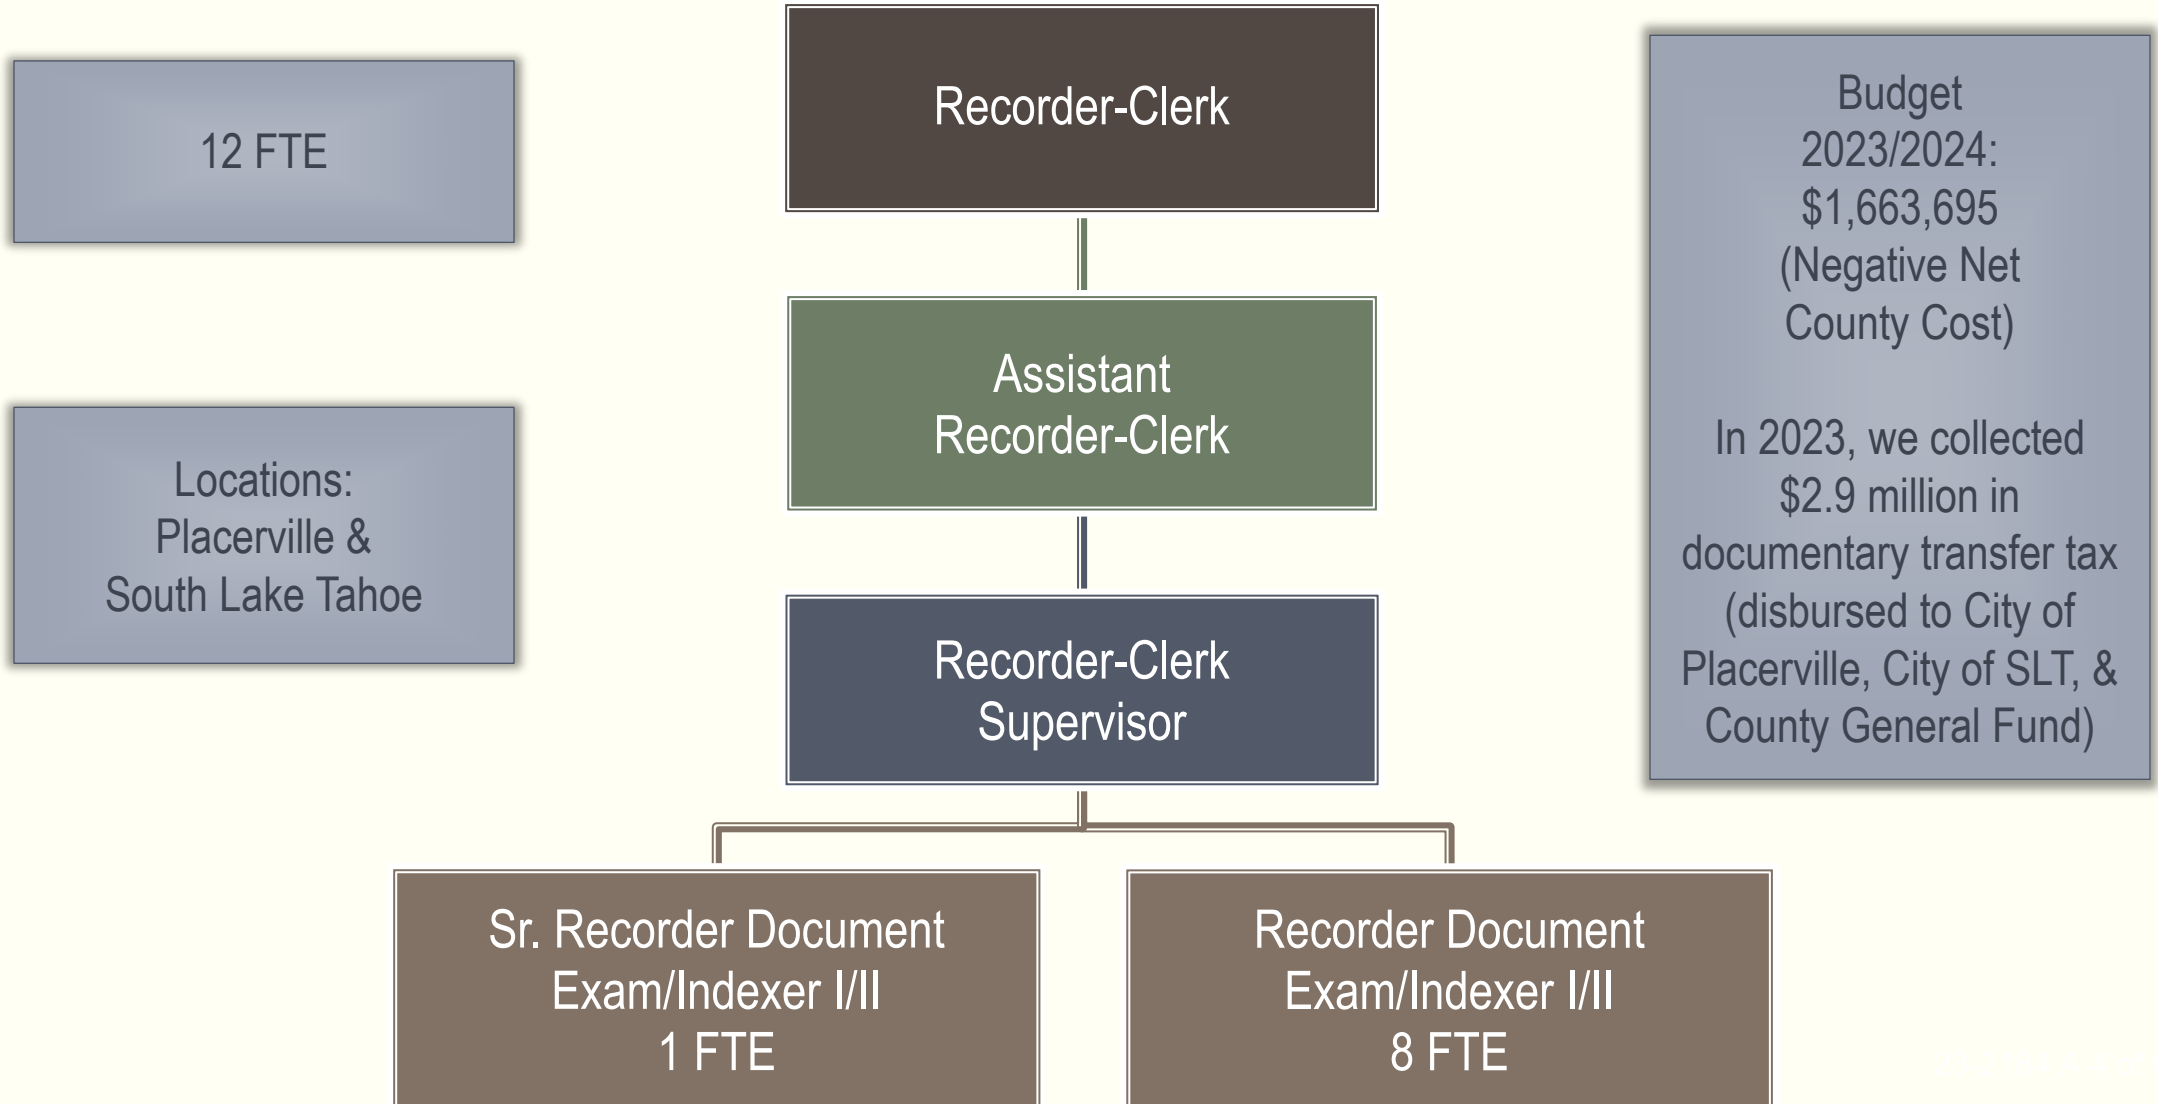 12 FTE
Locations:
Placerville &
South Lake Tahoe
Recorder-Clerk
Assistant
Recorder-Clerk
Recorder-Clerk
Supervisor
Sr. Recorder Document
Exam/Indexer I/II
1 FTE
Recorder Document
Exam/Indexer I/II
8 FTE
Budget
2023/2024:
$1,663,695
(Negative Net
County Cost)
In 2023, we collected
$2.9 million in
documentary transfer tax
(disbursed to City of
Placerville, City of SLT, &
County General Fund)